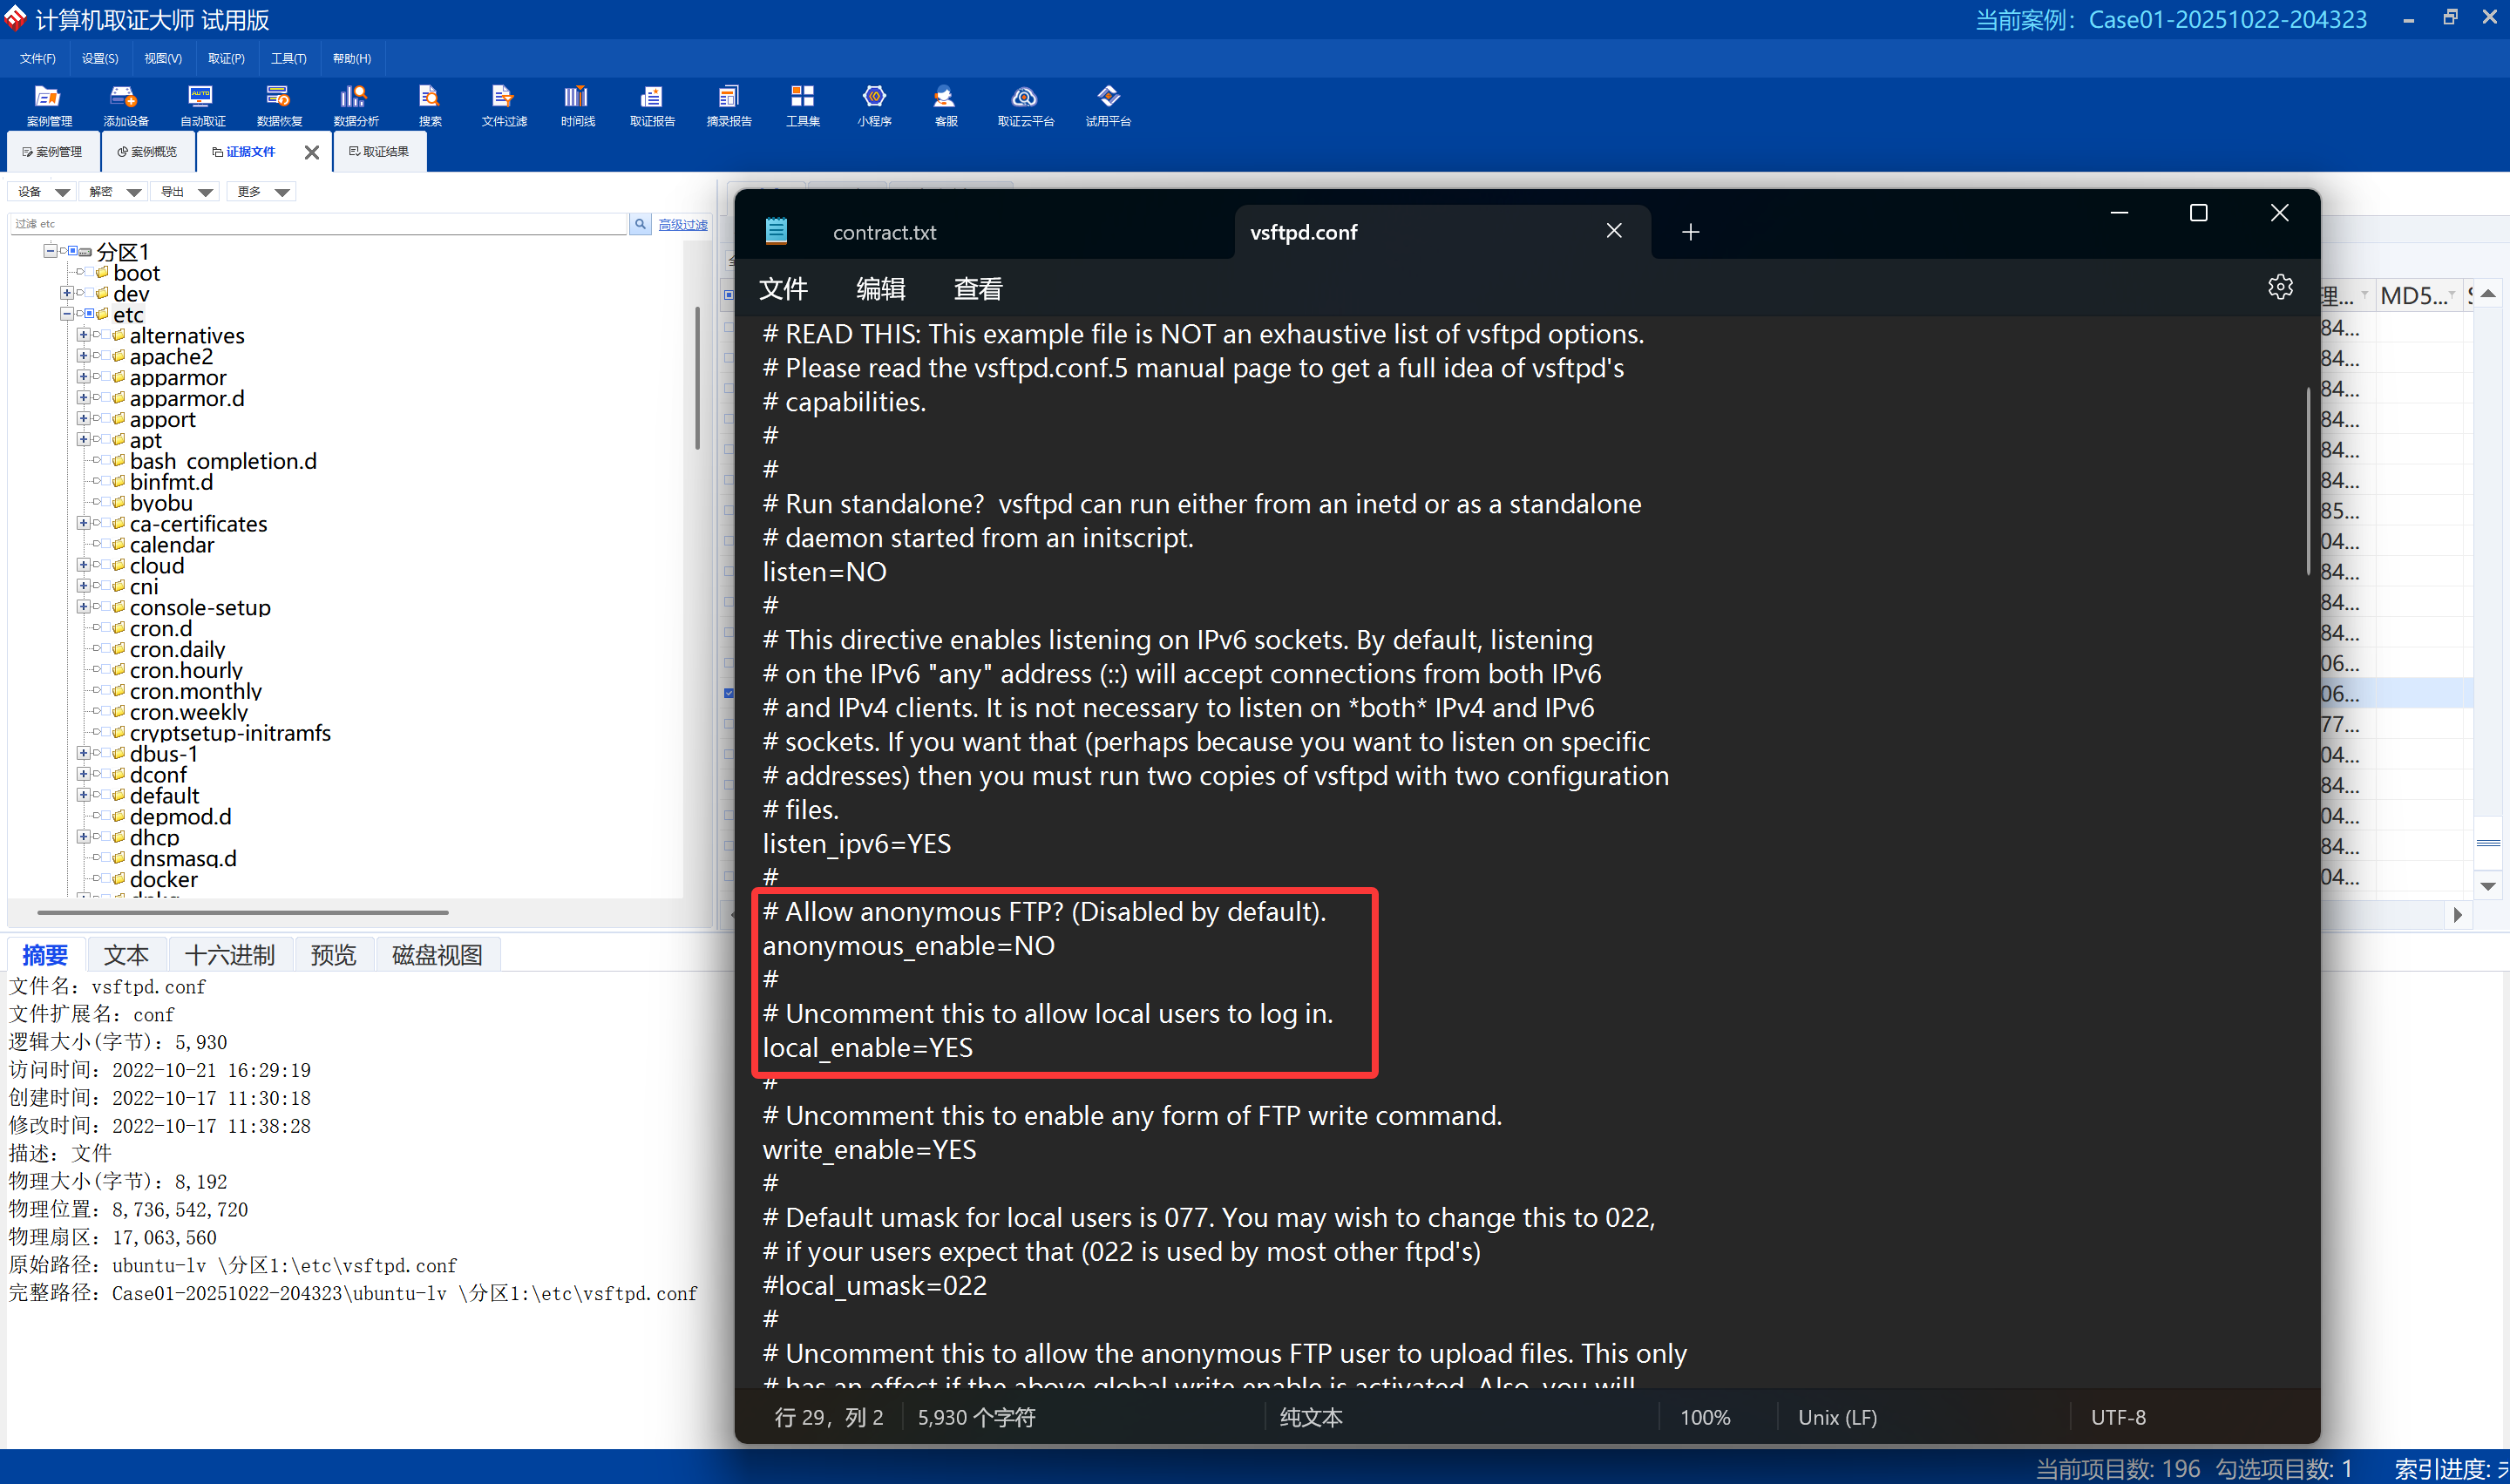 计算机取证大师 试用版
当前案例：Case01-20251022-204323
文件(F) 设置(S) 视图(V) 取证(P) 工具(T) 帮助(H)
案例管理 添加设备 自动取证 数据恢复 数据分析 搜索 文件过滤 时间线 取证报告 摘录报告 工具集 小程序 客服 取证云平台 试用平台
案例管理 案例概览 证据文件 取证结果
设备 解密 导出 更多
过滤 etc
高级过滤
分区1
boot
dev
etc
alternatives
apache2
apparmor
apparmor.d
apport
apt
bash_completion.d
binfmt.d
byobu
ca-certificates
calendar
cloud
cni
console-setup
cron.d
cron.daily
cron.hourly
cron.monthly
cron.weekly
cryptsetup-initramfs
dbus-1
dconf
default
depmod.d
dhcp
dnsmasq.d
docker
摘要 文本 十六进制 预览 磁盘视图
文件名：vsftpd.conf
文件扩展名：conf
逻辑大小(字节)：5,930
访问时间：2022-10-21 16:29:19
创建时间：2022-10-17 11:30:18
修改时间：2022-10-17 11:38:28
描述：文件
物理大小(字节)：8,192
物理位置：8,736,542,720
物理扇区：17,063,560
原始路径：ubuntu-lv \分区1:\etc\vsftpd.conf
完整路径：Case01-20251022-204323\ubuntu-lv \分区1:\etc\vsftpd.conf
contract.txt vsftpd.conf
文件 编辑 查看
# READ THIS: This example file is NOT an exhaustive list of vsftpd options.
# Please read the vsftpd.conf.5 manual page to get a full idea of vsftpd's
# capabilities.
#
#
# Run standalone?  vsftpd can run either from an inetd or as a standalone
# daemon started from an initscript.
listen=NO
#
# This directive enables listening on IPv6 sockets. By default, listening
# on the IPv6 "any" address (::) will accept connections from both IPv6
# and IPv4 clients. It is not necessary to listen on *both* IPv4 and IPv6
# sockets. If you want that (perhaps because you want to listen on specific
# addresses) then you must run two copies of vsftpd with two configuration
# files.
listen_ipv6=YES
#
# Allow anonymous FTP? (Disabled by default).
anonymous_enable=NO
#
# Uncomment this to allow local users to log in.
local_enable=YES
#
# Uncomment this to enable any form of FTP write command.
write_enable=YES
#
# Default umask for local users is 077. You may wish to change this to 022,
# if your users expect that (022 is used by most other ftpd's)
#local_umask=022
#
# Uncomment this to allow the anonymous FTP user to upload files. This only
# has an effect if the above global write enable is activated. Also, you will
行 29，列 2 5,930 个字符 纯文本 100% Unix (LF) UTF-8
理... MD5...
84...
84...
84...
84...
84...
84...
85...
04...
84...
84...
84...
06...
06...
77...
04...
84...
04...
84...
04...
当前项目数: 196 勾选项目数: 1 索引进度: